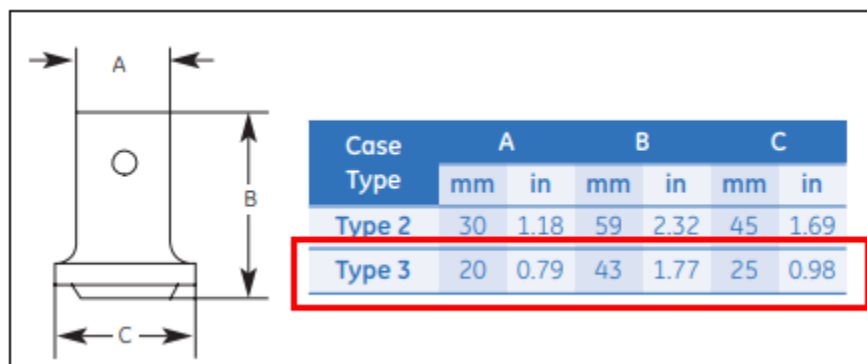 A
B
C
Case Type A B C
mm in mm in mm in
Type 2 30 1.18 59 2.32 45 1.69
Type 3 20 0.79 43 1.77 25 0.98